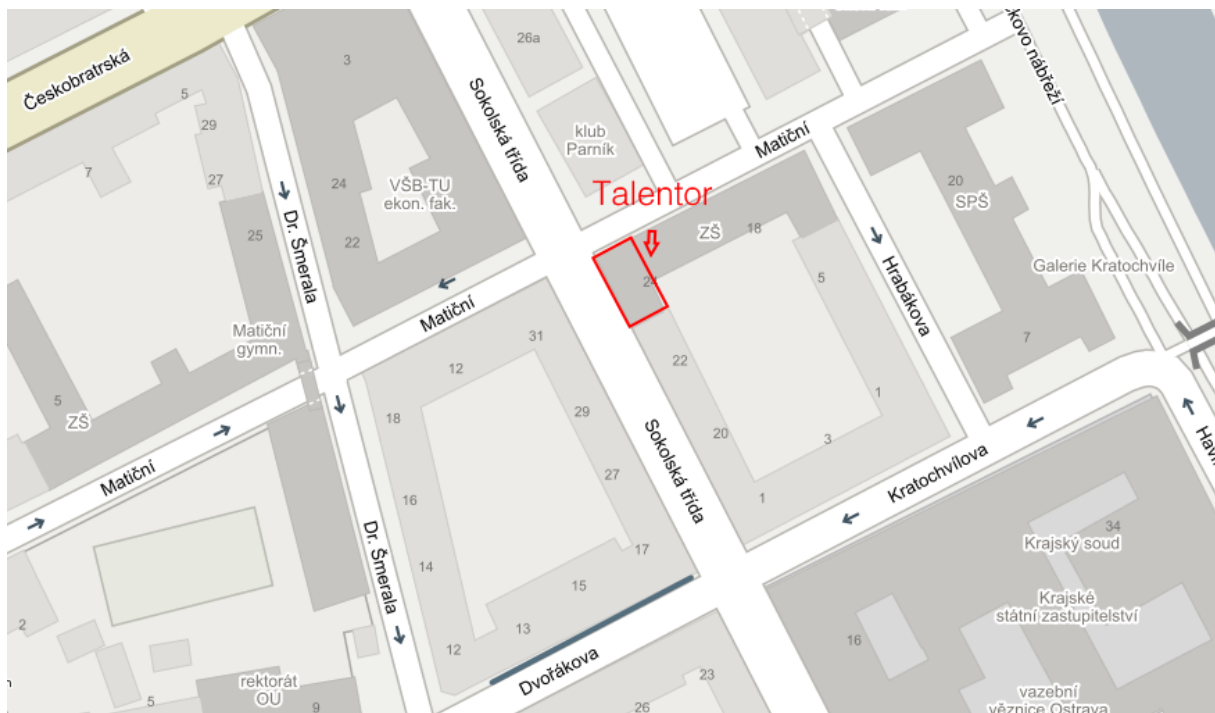 Českobratrská
3
26a
Sokolská třída
ckovo nábřeží
5
29
7
27
klub
Parník
Matiční
24
VŠB-TU
ekon. fak.
20
SPŠ
Talentor
25
22
Dr. Šmerala
ZŠ
18
24
5
Hrabákova
Galerie Kratochvíle
Matiční
Matiční
gymn.
31
12
7
22
5
ZŠ
18
29
1
20
3
Sokolská třída
Matiční
27
16
1
Kratochvílova
Havl
34
Krajský soud
Dr. Šmerala
17
14
15
Krajské
státní zastupitelství
2
13
16
12
Dvořákova
rektorát
OU
5
9
23
26
vazební
věznice Ostrava